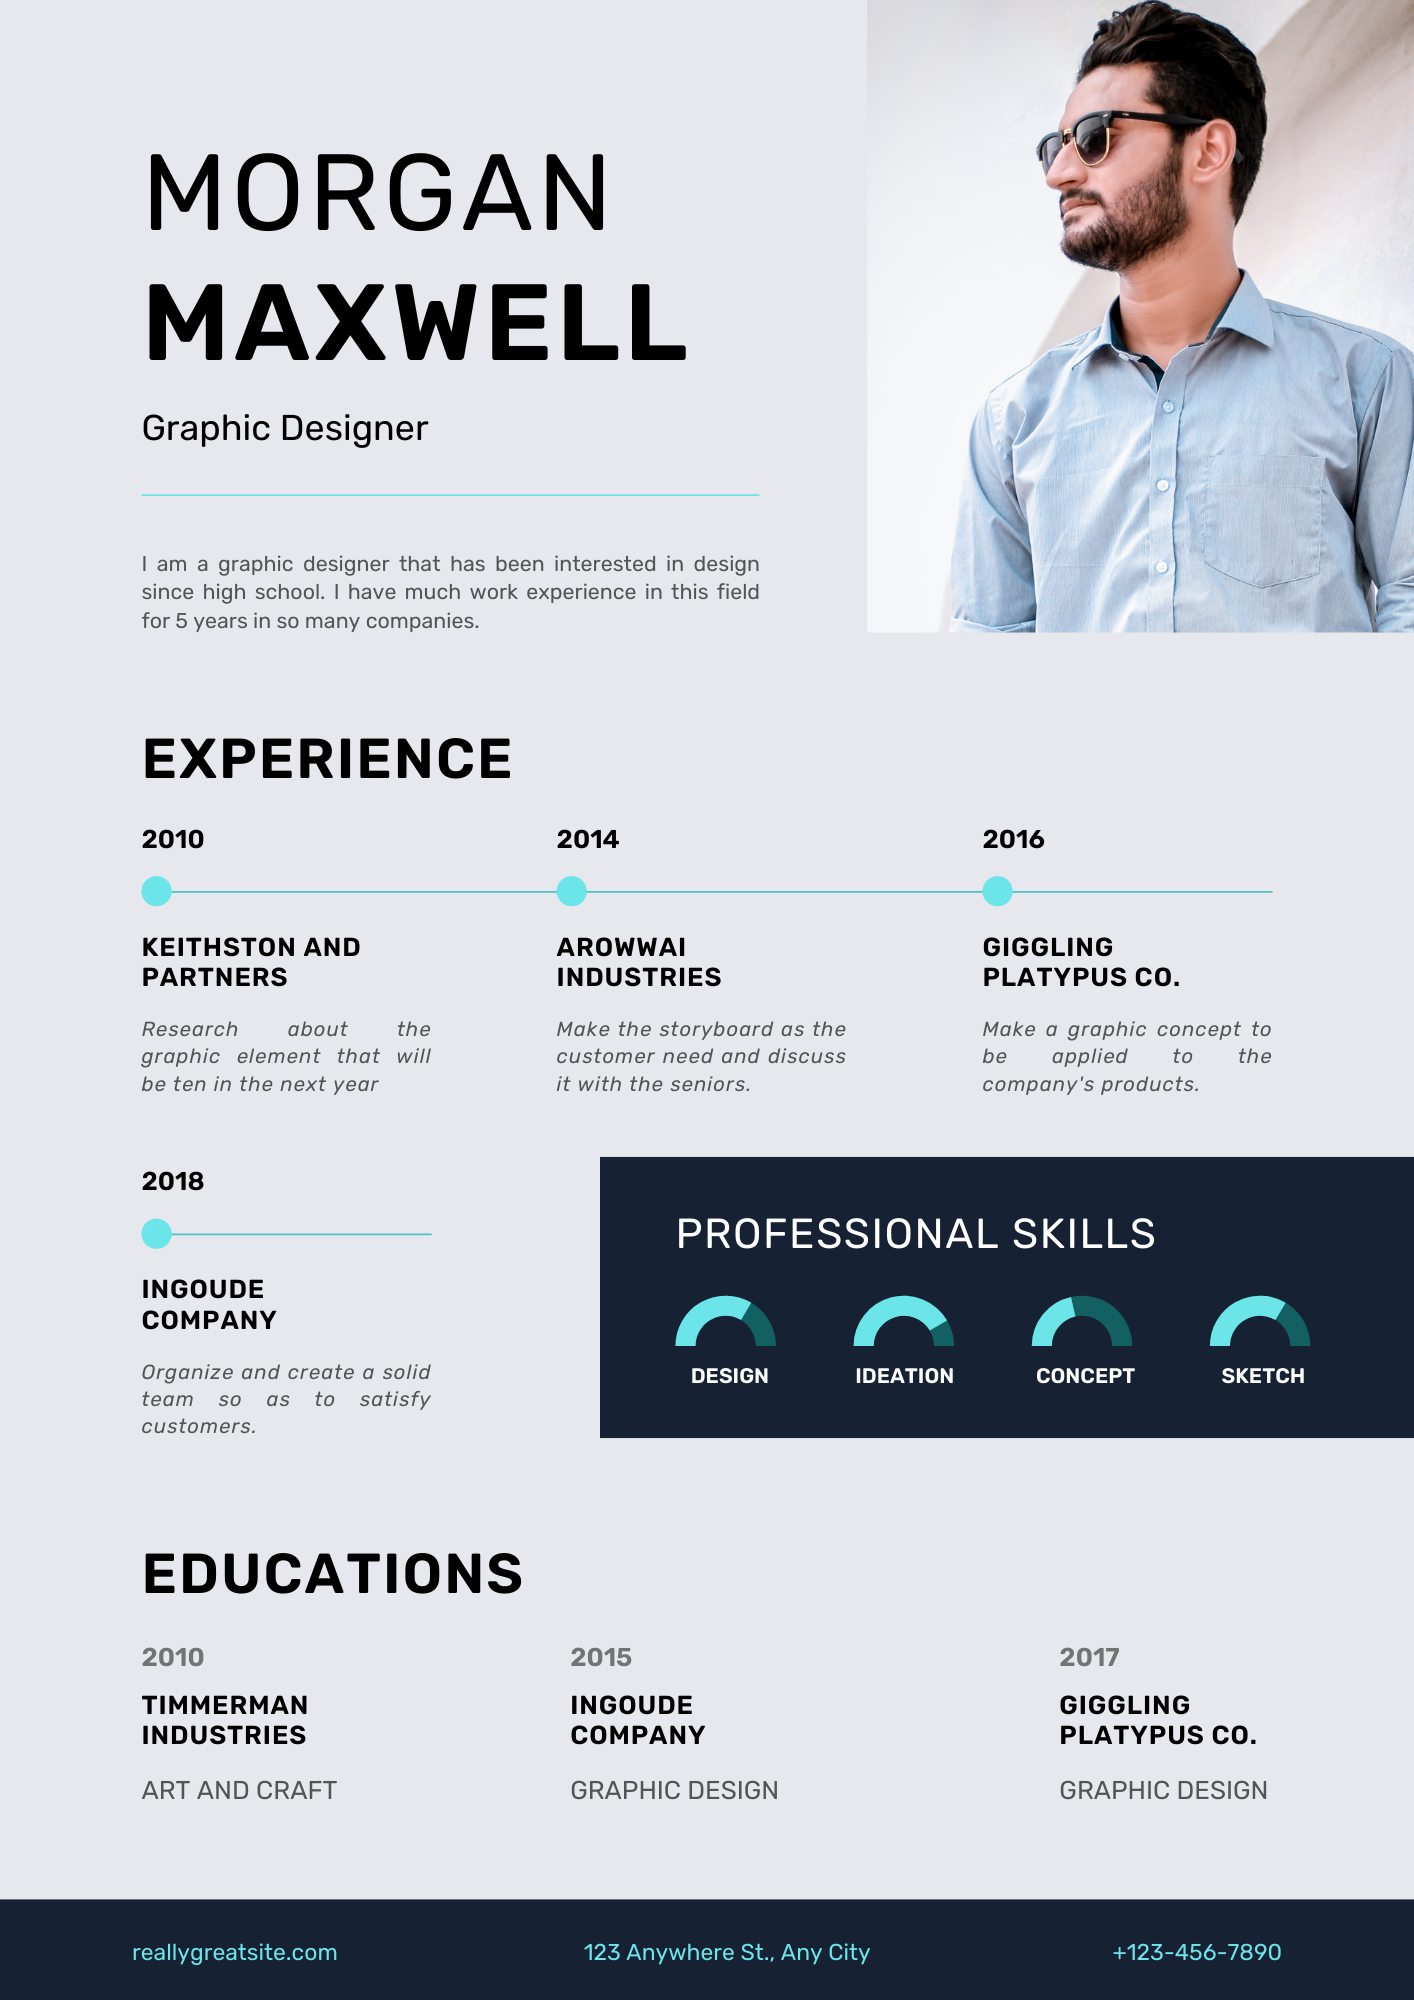 MORGAN
MAXWELL
Graphic Designer
I am a graphic designer that has been interested in design
since high school. I have much work experience in this field
for 5 years in so many companies.
EXPERIENCE
2010
KEITHSTON AND
PARTNERS
Research about the
graphic element that will
be ten in the next year
2014
AROWWAI
INDUSTRIES
Make the storyboard as the
customer need and discuss
it with the seniors.
2016
GIGGLING
PLATYPUS CO.
Make a graphic concept to
be applied to the
company's products.
2018
INGOUDE
COMPANY
Organize and create a solid
team so as to satisfy
customers.
PROFESSIONAL SKILLS
DESIGN
IDEATION
CONCEPT
SKETCH
EDUCATIONS
2010
TIMMERMAN
INDUSTRIES
ART AND CRAFT
2015
INGOUDE
COMPANY
GRAPHIC DESIGN
2017
GIGGLING
PLATYPUS CO.
GRAPHIC DESIGN
reallygreatsite.com
123 Anywhere St., Any City
+123-456-7890